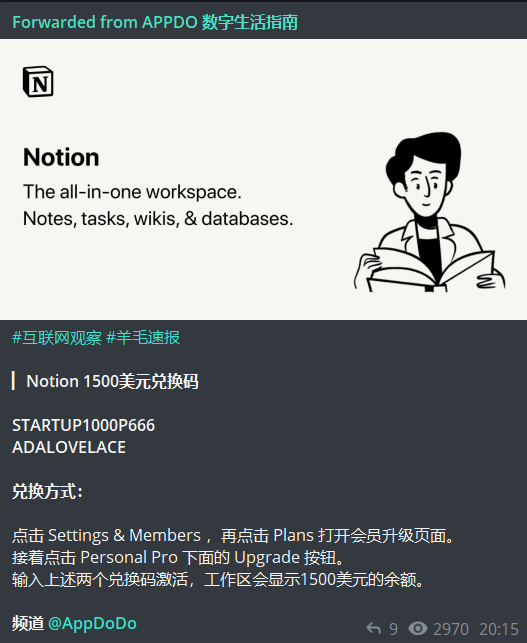 Forwarded from APPDO 数字生活指南
N
Notion
The all-in-one workspace.
Notes, tasks, wikis, & databases.
#互联网观察 #羊毛速报
Notion 1500美元兑换码
STARTUP1000P666
ADALOVELACE
兑换方式：
点击 Settings & Members ，再点击 Plans 打开会员升级页面。
接着点击 Personal Pro 下面的 Upgrade 按钮。
输入上述两个兑换码激活，工作区会显示1500美元的余额。
频道 @AppDoDo
9 2970 20:15